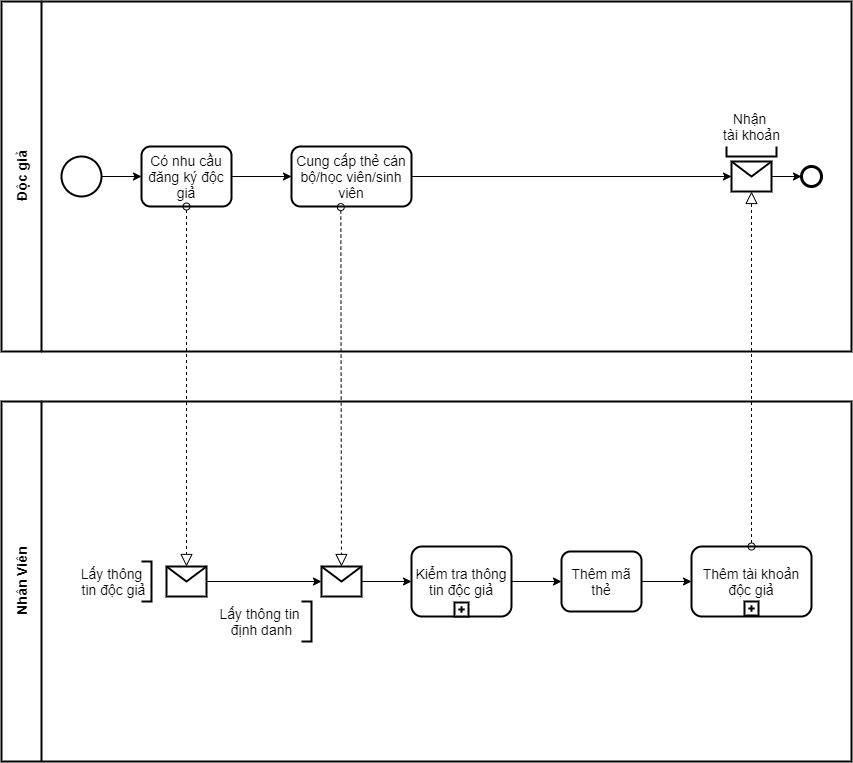 Độc giả
Có nhu cầu
đăng ký độc
giả
Cung cấp thẻ cán
bộ/học viên/sinh
viên
Nhận
tài khoản
Nhân Viên
Lấy thông
tin độc giả
Lấy thông tin
định danh
Kiểm tra thông
tin độc giả
Thêm mã
thẻ
Thêm tài khoản
độc giả